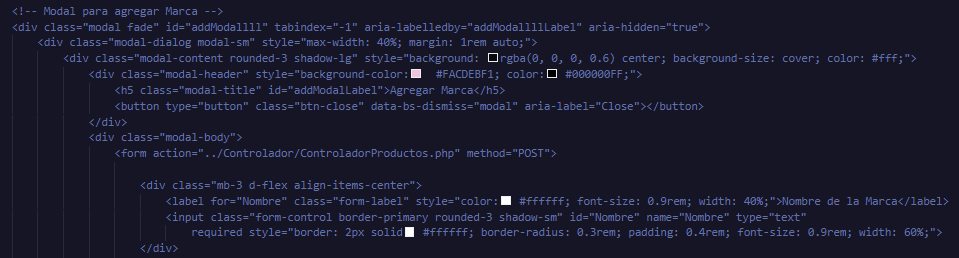 <!-- Modal para agregar Marca -->
<div class="modal fade" id="addModallll" tabindex="-1" aria-labelledby="addModallllLabel" aria-hidden="true">
<div class="modal-dialog modal-sm" style="max-width: 40%; margin: 1rem auto;">
<div class="modal-content rounded-3 shadow-lg" style="background: rgba(0, 0, 0, 0.6) center; background-size: cover; color: #fff;">
<div class="modal-header" style="background-color: #FACDEBF1; color: #000000FF;">
<h5 class="modal-title" id="addModalLabel">Agregar Marca</h5>
<button type="button" class="btn-close" data-bs-dismiss="modal" aria-label="Close"></button>
</div>
<div class="modal-body">
<form action="../Controlador/ControladorProductos.php" method="POST">
<div class="mb-3 d-flex align-items-center">
<label for="Nombre" class="form-label" style="color: #ffffff; font-size: 0.9rem; width: 40%;">Nombre de la Marca</label>
<input class="form-control border-primary rounded-3 shadow-sm" id="Nombre" name="Nombre" type="text"
required style="border: 2px solid #ffffff; border-radius: 0.3rem; padding: 0.4rem; font-size: 0.9rem; width: 60%;">
</div>